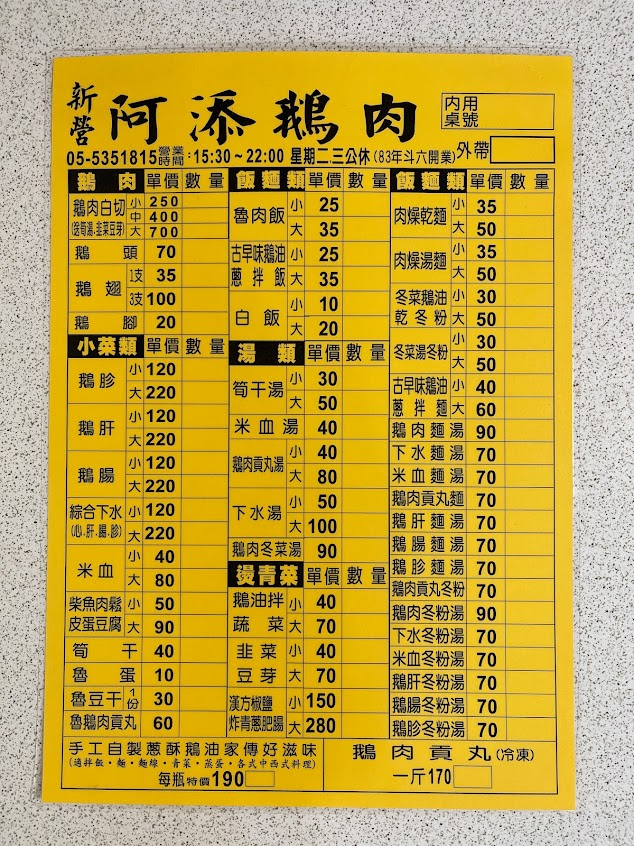 新營 阿添鵝肉
內用桌號
05-5351815 營業時間:15:30~22:00 星期二.三公休(83年斗六開業) 外帶
鵝肉 單價 數量
鵝肉白切(送筍湯、韭菜豆芽) 小 250
中 400
大 700
鵝頭 70
鵝翅 1支 35
3支 100
鵝腳 20
小菜類 單價 數量
鵝胗 小 120
大 220
鵝肝 小 120
大 220
鵝腸 小 120
大 220
綜合下水(心.肝.腸.胗) 小 120
大 220
米血 小 40
大 80
柴魚肉鬆皮蛋豆腐 小 50
大 90
筍干 40
魯蛋 10
魯豆干 1份 30
魯鵝肉貢丸 60
飯麵類 單價 數量
魯肉飯 小 25
大 35
古早味鵝油蔥拌飯 小 25
大 35
白飯 小 10
大 20
湯類 單價 數量
筍干湯 小 30
大 50
米血湯 40
鵝肉貢丸湯 小 40
大 80
下水湯 小 50
大 100
鵝肉冬菜湯 90
燙青菜 單價 數量
鵝油拌蔬菜 小 40
大 70
韭菜豆芽 小 40
大 70
漢方椒鹽炸青蔥肥腸 小 150
大 280
飯麵類 單價 數量
肉燥乾麵 小 35
大 50
肉燥湯麵 小 35
大 50
冬菜鵝油乾冬粉 小 30
大 50
冬菜湯冬粉 小 30
大 50
古早味鵝油蔥拌麵 小 40
大 60
鵝肉麵湯 90
下水麵湯 70
米血麵湯 70
鵝肉貢丸麵 70
鵝肝麵湯 70
鵝腸麵湯 70
鵝胗麵湯 70
鵝肉貢丸冬粉 70
鵝肉冬粉湯 90
下水冬粉湯 70
米血冬粉湯 70
鵝肝冬粉湯 70
鵝腸冬粉湯 70
鵝胗冬粉湯 70
手工自製蔥酥鵝油家傳好滋味
(適拌飯・麵・麵線・青菜・蒸蛋・各式中西式料理)
每瓶特價190
鵝肉貢丸(冷凍)
一斤170